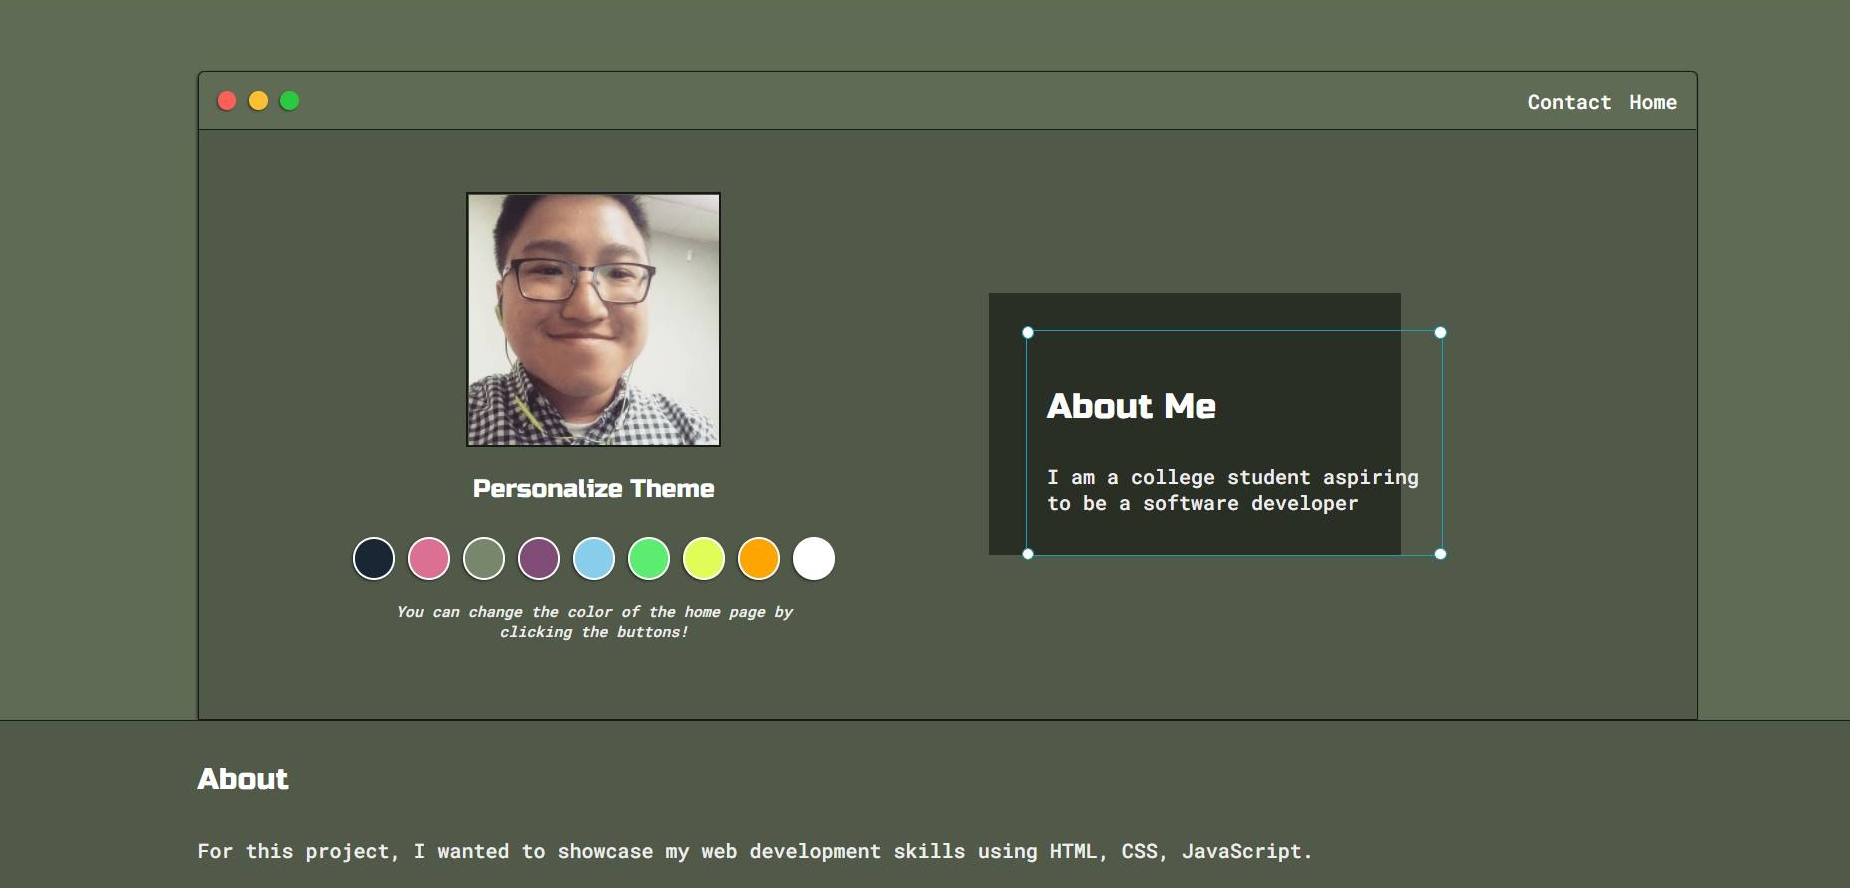 Contact Home
Personalize Theme
You can change the color of the home page by
clicking the buttons!
About Me
I am a college student aspiring
to be a software developer
About
For this project, I wanted to showcase my web development skills using HTML, CSS, JavaScript.